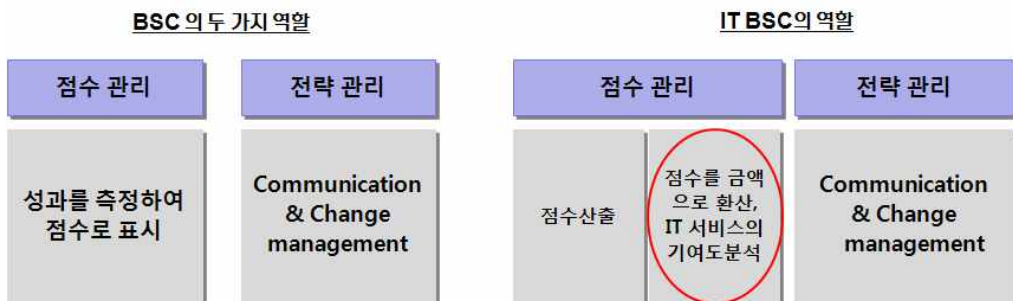 BSC 의 두 가지 역할
IT BSC의 역할
점수 관리
전략 관리
점수 관리
전략 관리
성과를 측정하여
점수로 표시
Communication
& Change
management
점수산출
점수를 금액
으로 환산,
IT 서비스의
기여도분석
Communication
& Change
management